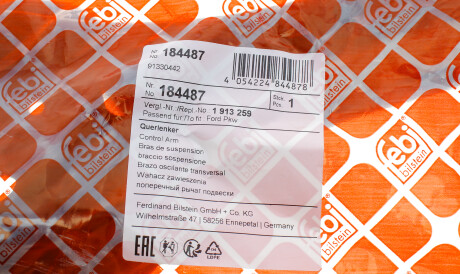 febi
bilstein
Nr
No
184487
91330442
4 054224 844878
Nr
No
184487
Stck
Pcs.
1
Vergl.-Nr. /Repl.-No.: 1 913 259
Passend für/To fit: Ford Pkw
Querlenker
Control Arm
Bras de suspension
braccio sospensione
Brazo oscilante transversal
Wahacz zawieszenia
поперечный рычаг подвески
Ferdinand Bilstein GmbH + Co. KG
Wilhelmstraße 47 | 58256 Ennepetal | Germany
EAC
LDPE